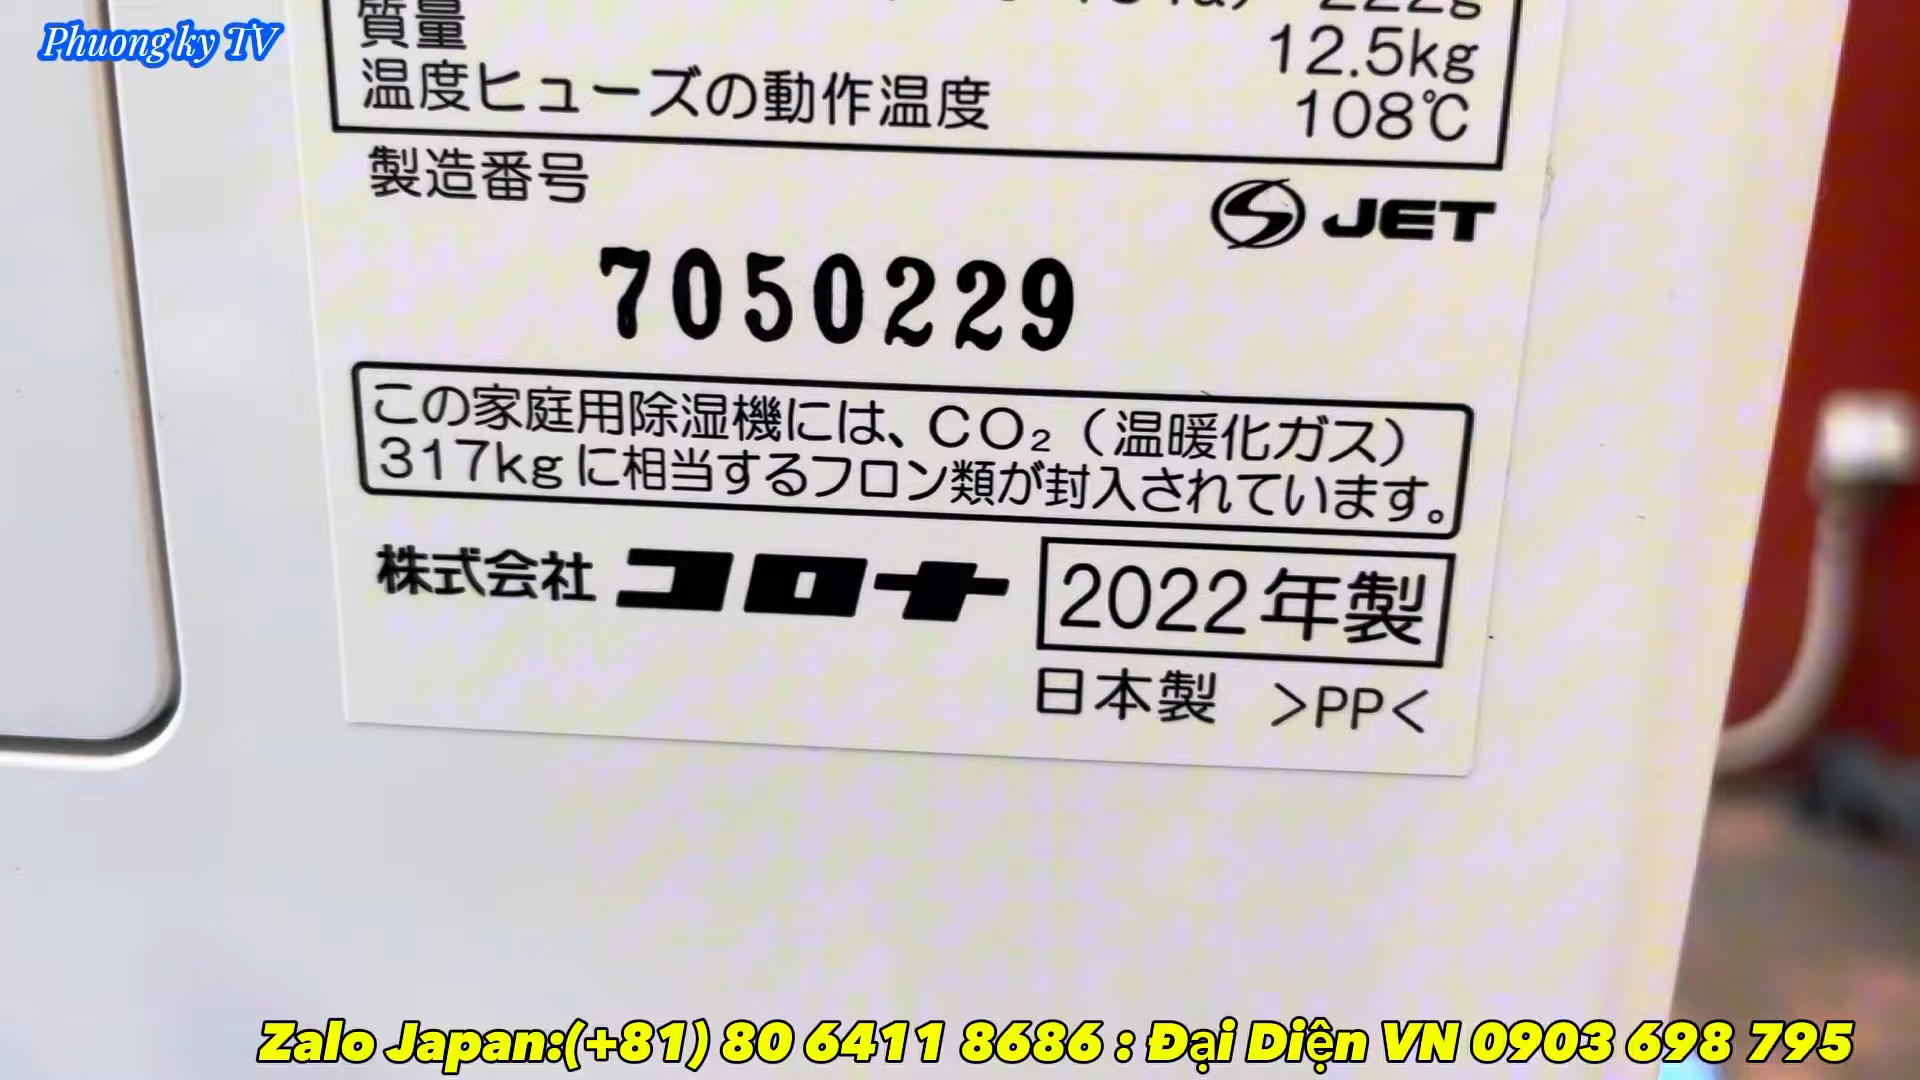 Phuong ky TV
222g
質量 12.5kg
温度ヒューズの動作温度 108℃
製造番号
JET
7050229
この家庭用除湿機には、CO₂（温暖化ガス）
317kgに相当するフロン類が封入されています。
株式会社 コロナ 2022年製
日本製 >PP<
Zalo Japan:(+81) 80 6411 8686 : Đại Diện VN 0903 698 795